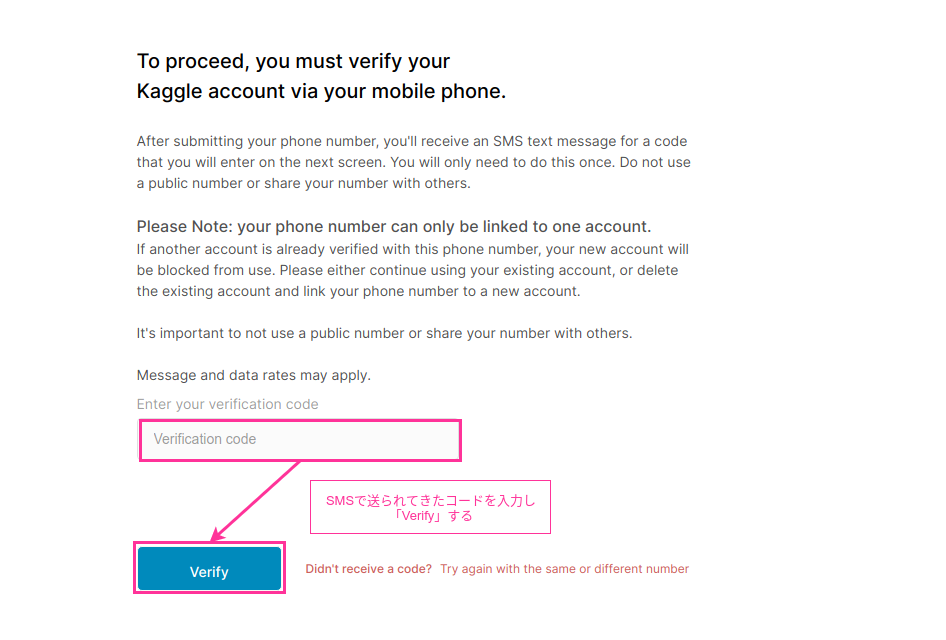 To proceed, you must verify your
Kaggle account via your mobile phone.
After submitting your phone number, you'll receive an SMS text message for a code
that you will enter on the next screen. You will only need to do this once. Do not use
a public number or share your number with others.
Please Note: your phone number can only be linked to one account.
If another account is already verified with this phone number, your new account will
be blocked from use. Please either continue using your existing account, or delete
the existing account and link your phone number to a new account.
It's important to not use a public number or share your number with others.
Message and data rates may apply.
Enter your verification code
Verification code
SMSで送られてきたコードを入力し
「Verify」する
Verify
Didn't receive a code? Try again with the same or different number